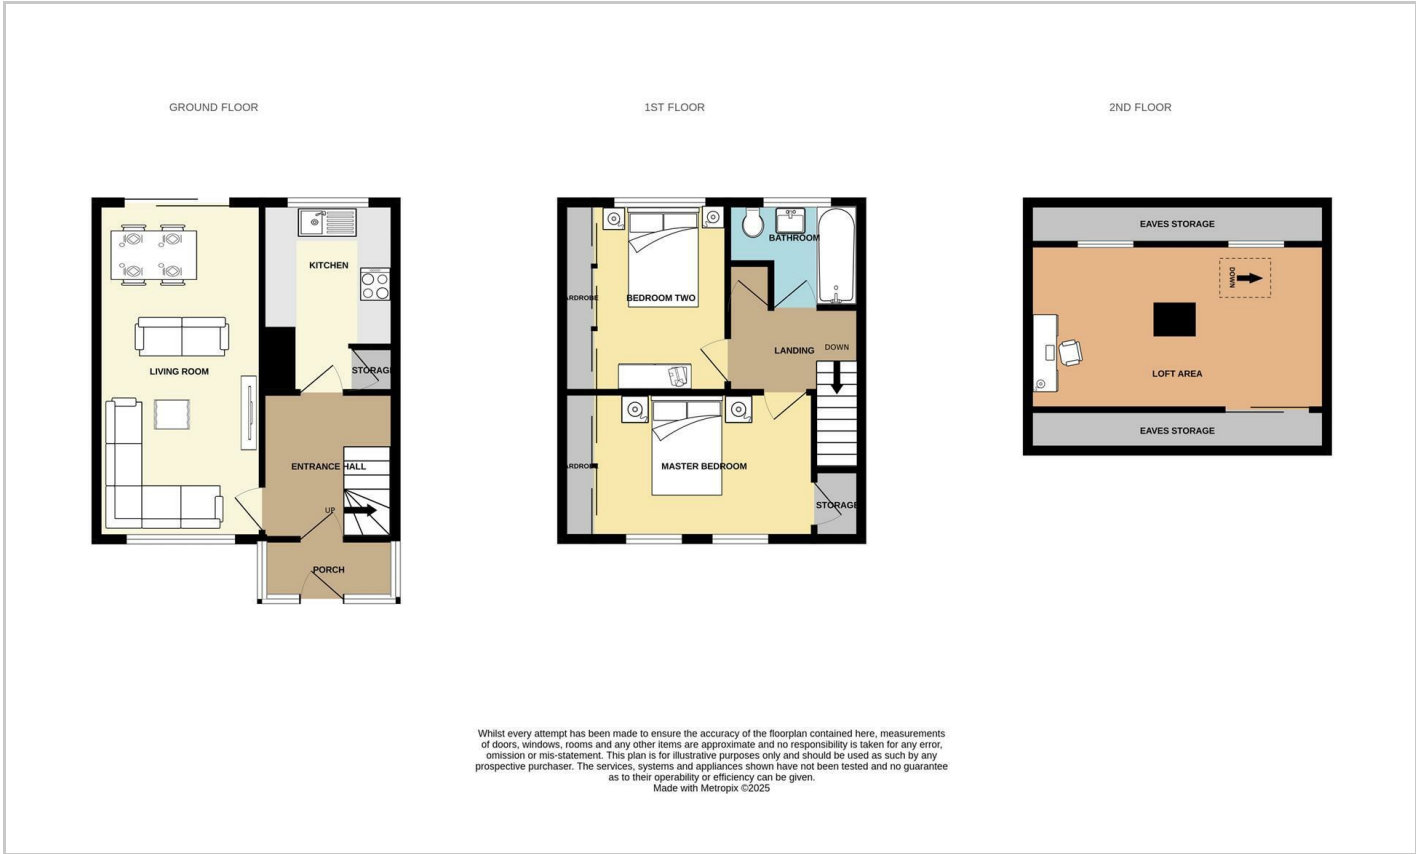 GROUND FLOOR
1ST FLOOR
2ND FLOOR
KITCHEN
LIVING ROOM
STORAGE
ENTRANCE HALL
UP
PORCH
BATHROOM
BEDROOM TWO
ARDROBE
LANDING
DOWN
MASTER BEDROOM
ARDROBE
STORAGE
EAVES STORAGE
DOWN
LOFT AREA
EAVES STORAGE
Whilst every attempt has been made to ensure the accuracy of the floorplan contained here, measurements
of doors, windows, rooms and any other items are approximate and no responsibility is taken for any error,
omission or mis-statement. This plan is for illustrative purposes only and should be used as such by any
prospective purchaser. The services, systems and appliances shown have not been tested and no guarantee
as to their operability or efficiency can be given.
Made with Metropix ©2025